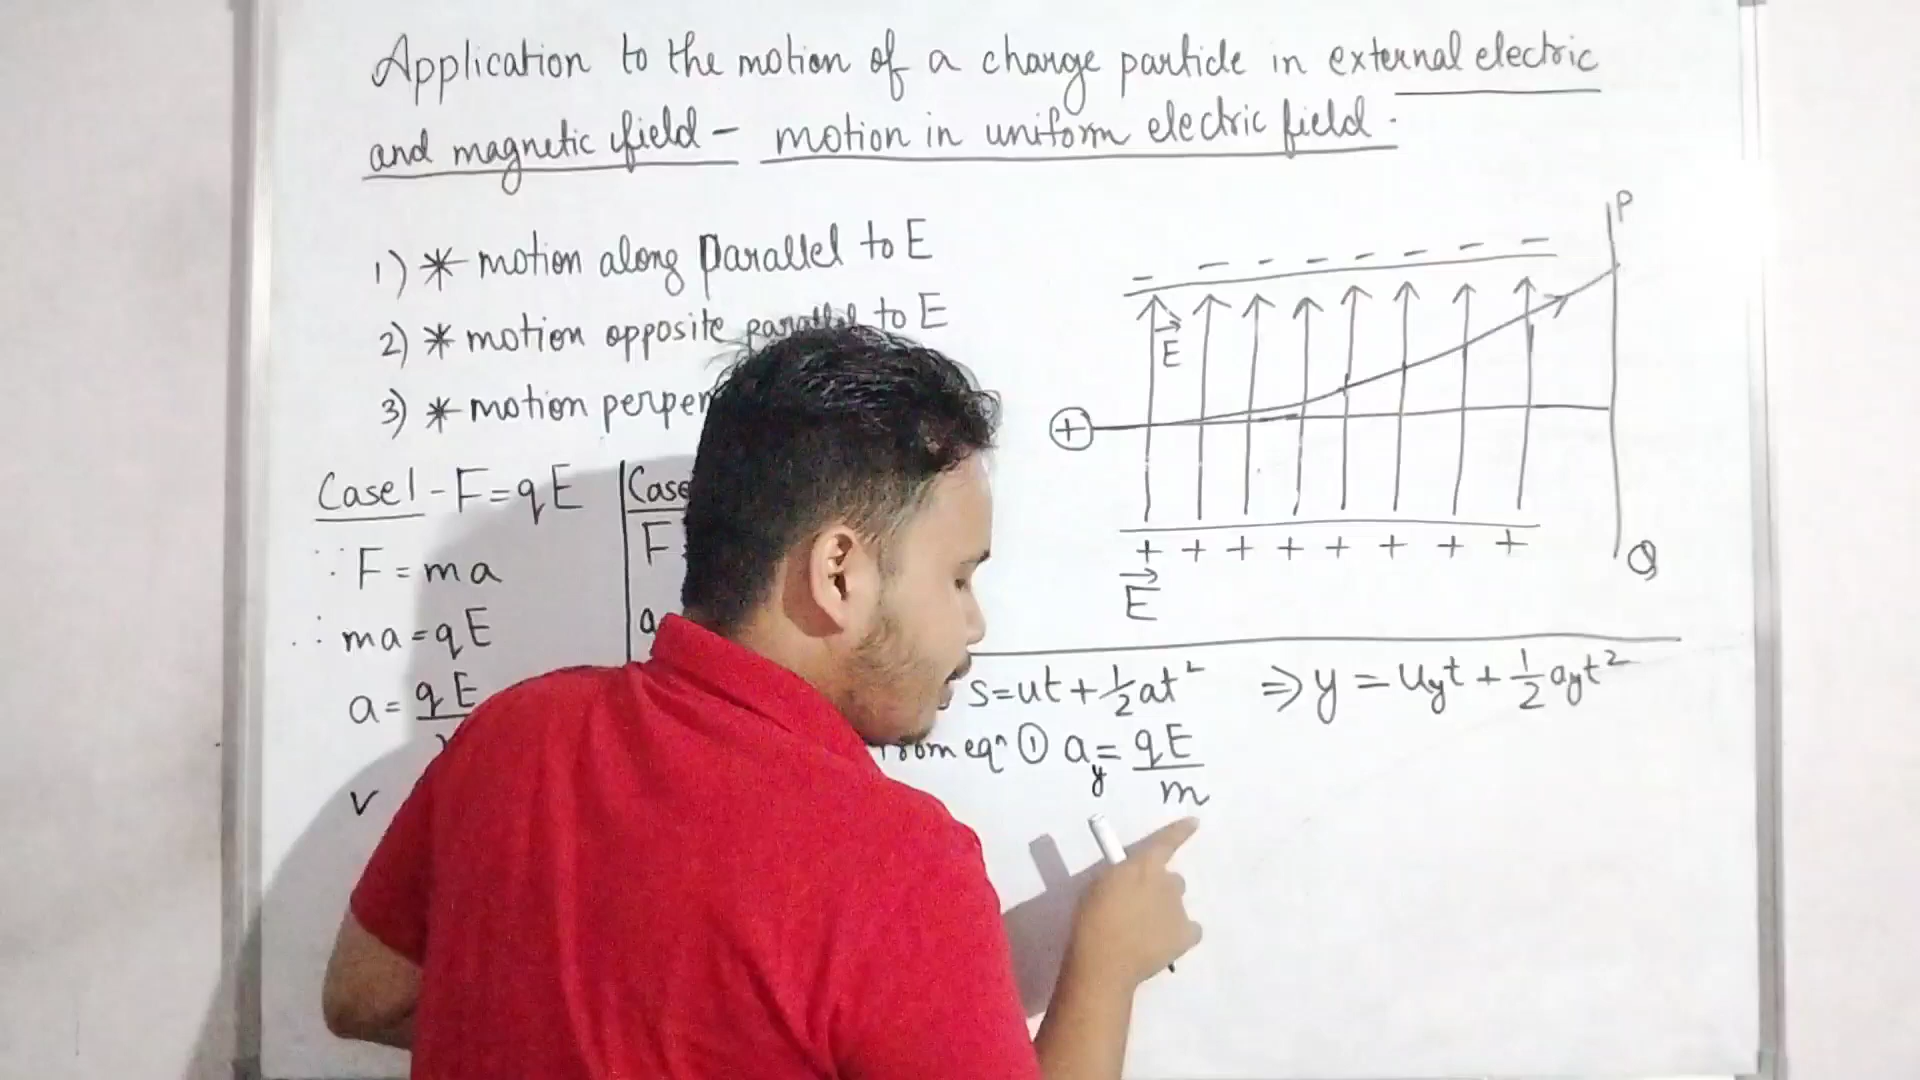 Application to the motion of a charge particle in external electric
and magnetic field - motion in uniform electric field.
1) * motion along parallel to E
2) * motion opposite parallel to E
3) * motion
Case 1 - F = qE
∵ F = ma
∴ ma = qE
a = qE
v
Case
F
a
P
- - - - - - - -
E
+
+ + + + + + + +
E
Q
s = ut + 1/2 at² ⇒ y = uyt + 1/2 ayt²
from eqⁿ ① ay = qE/m